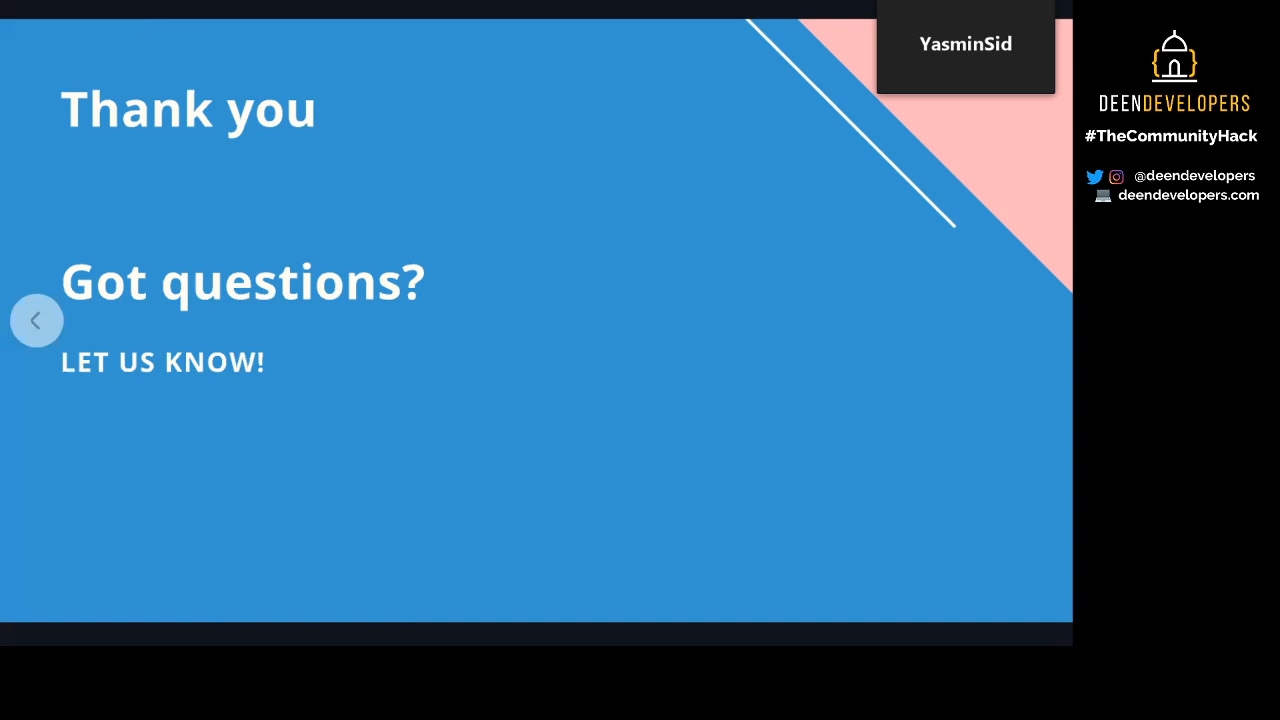 Thank you
Got questions?
LET US KNOW!
YasminSid
DEENDEVELOPERS
#TheCommunityHack
@deendevelopers
deendevelopers.com